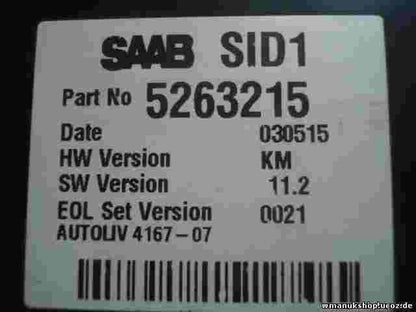 SAAB SID1
Part No 5263215
Date 030515
HW Version KM
SW Version 11.2
EOL Set Version 0021
AUTOLIV 4167-07
wmanukshop.ucoz.de